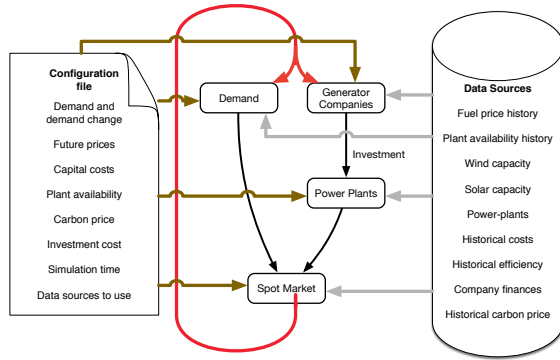 Configuration
file
Demand and
demand change
Future prices
Capital costs
Plant availability
Carbon price
Investment cost
Simulation time
Data sources to use
Demand
Generator
Companies
Investment
Power Plants
Spot Market
Data Sources
Fuel price history
Plant availability history
Wind capacity
Solar capacity
Power-plants
Historical costs
Historical efficiency
Company finances
Historical carbon price